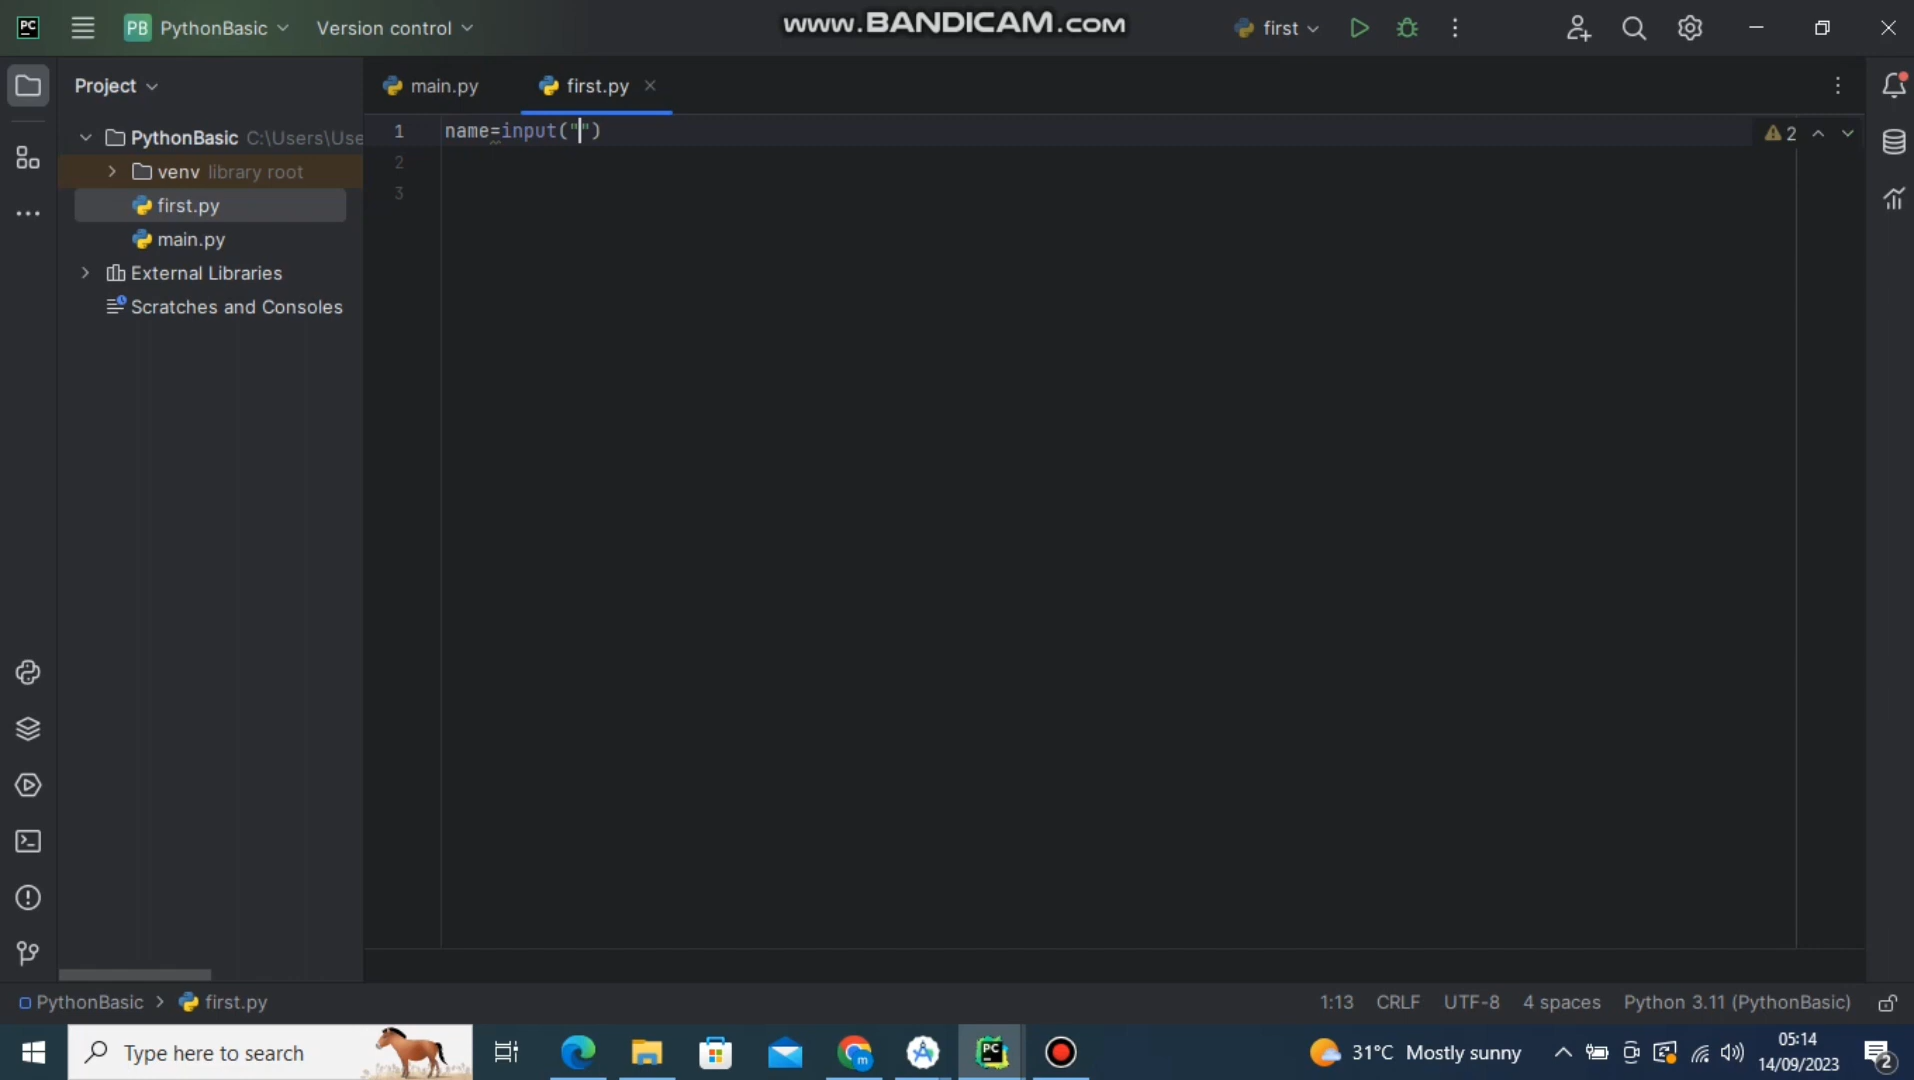 PC
PB PythonBasic
Version control
www.BANDICAM.com
first
Project
main.py
first.py
PythonBasic C:\Users\Use
venv library root
first.py
main.py
External Libraries
Scratches and Consoles
1 name=input("")
2
3
2
PythonBasic > first.py
1:13 CRLF UTF-8 4 spaces Python 3.11 (PythonBasic)
Type here to search
m
PC
31°C Mostly sunny
05:14
14/09/2023
2